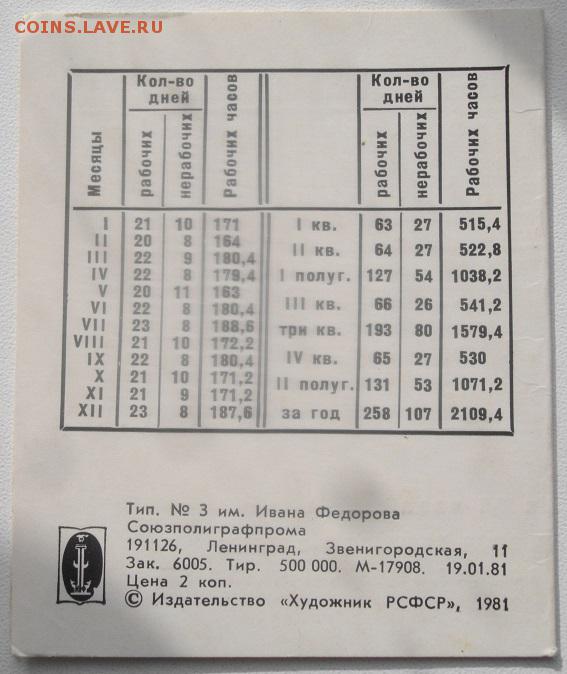 COINS.LAVE.RU
Месяцы | Кол-во дней рабочих | Кол-во дней нерабочих | Рабочих часов | | Кол-во дней рабочих | Кол-во дней нерабочих | Рабочих часов
I 21 10 171 I кв. 63 27 515,4
II 20 8 164
III 22 9 180,4 II кв. 64 27 522,8
IV 22 8 179,4 I полуг. 127 54 1038,2
V 20 11 163
VI 22 8 180,4 III кв. 66 26 541,2
VII 23 8 188,6 три кв. 193 80 1579,4
VIII 21 10 172,2
IX 22 8 180,4 IV кв. 65 27 530
X 21 10 171,2 II полуг. 131 53 1071,2
XI 21 9 171,2
XII 23 8 187,6 за год 258 107 2109,4
Тип. № 3 им. Ивана Федорова
Союзполиграфпрома
191126, Ленинград, Звенигородская, 11
Зак. 6005. Тир. 500 000. М-17908. 19.01.81
Цена 2 коп.
© Издательство «Художник РСФСР», 1981